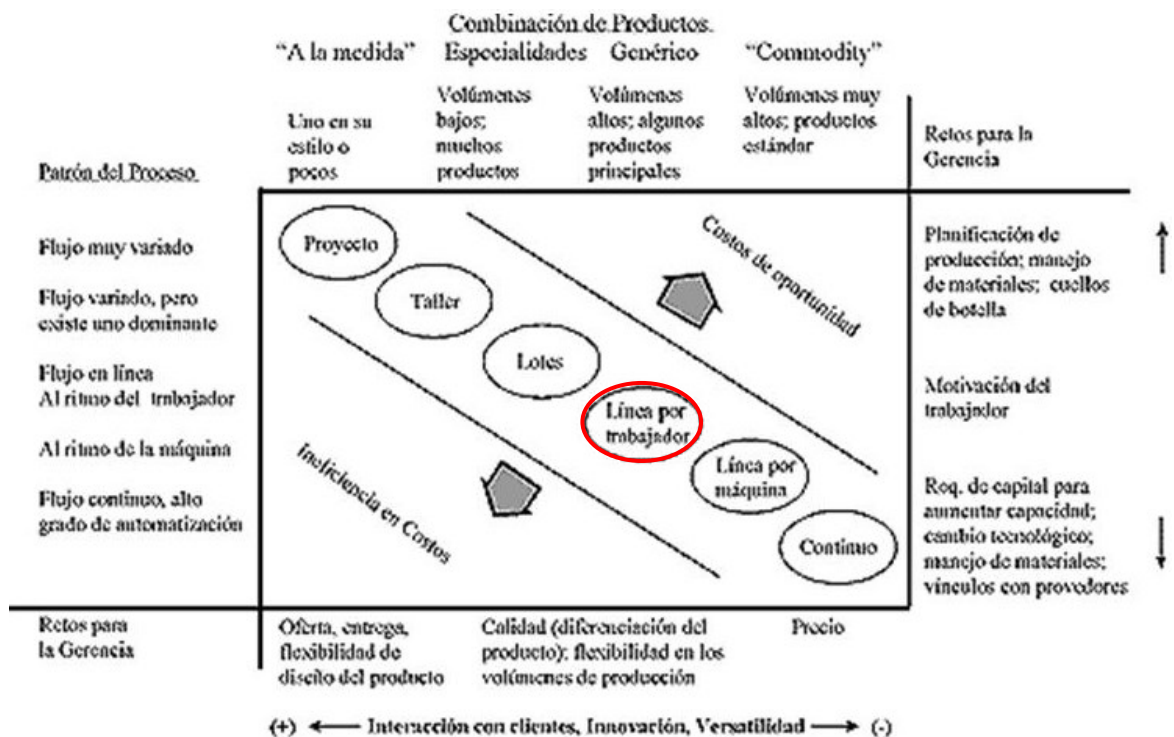 Combinación de Productos.
"A la medida" Especialidades Genérico "Commodity"
Uno en su
estilo o
pocos
Volúmenes
bajos;
muchos
productos
Volúmenes
altos; algunos
productos
principales
Volúmenes muy
altos; productos
estándar
Retos para la
Gerencia
Patrón del Proceso.
Flujo muy variado
Flujo variado, pero
existe uno dominante
Flujo en línea
Al ritmo del trabajador
Al ritmo de la máquina
Flujo continuo, alto
grado de automatización
Proyecto
Taller
Lotes
Línea por
trabajador
Línea por
máquina
Continuo
Costos de oportunidad
Ineficiencia en Costos
Planificación de
producción; manejo
de materiales; cuellos
de botella
Motivación del
trabajador
Req. de capital para
aumentar capacidad;
cambio tecnológico;
manejo de materiales;
vínculos con provedores
Retos para
la Gerencia
Oferta, entrega,
flexibilidad de
diseño del producto
Calidad (diferenciación del
producto); flexibilidad en los
volúmenes de producción
Precio
(+) Interacción con clientes, Innovación, Versatilidad (-)